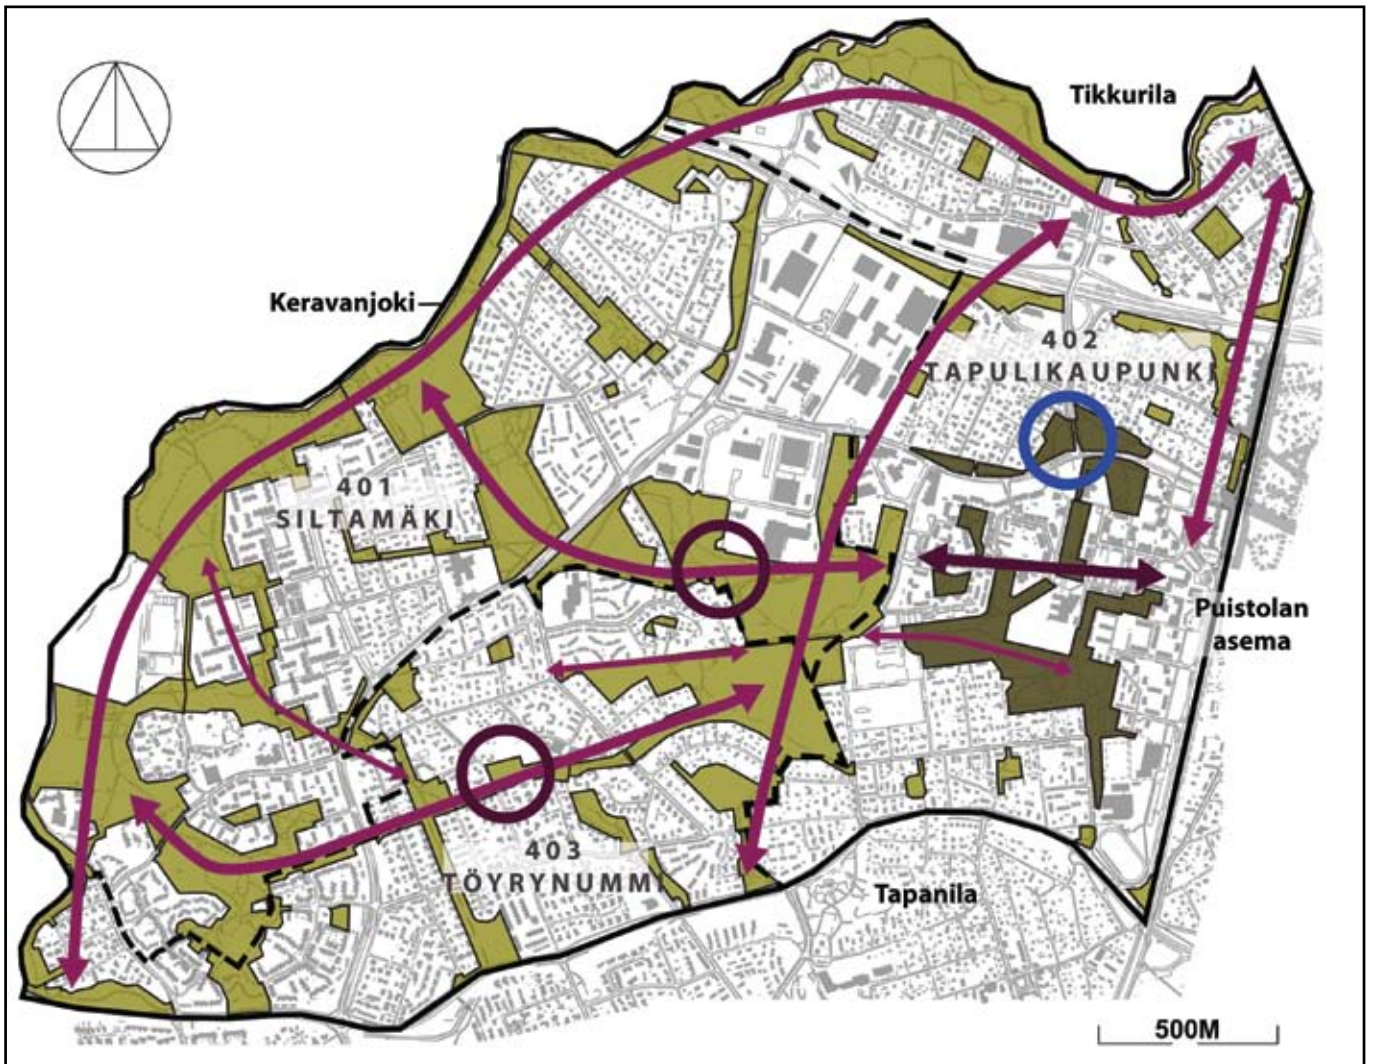 Tikkurila
Keravanjoki
402
TAPULIKAUPUNKI
401
SILTAMÄKI
Puistolan
asema
403
TÖYRYNUMMI
Tapanila
500M